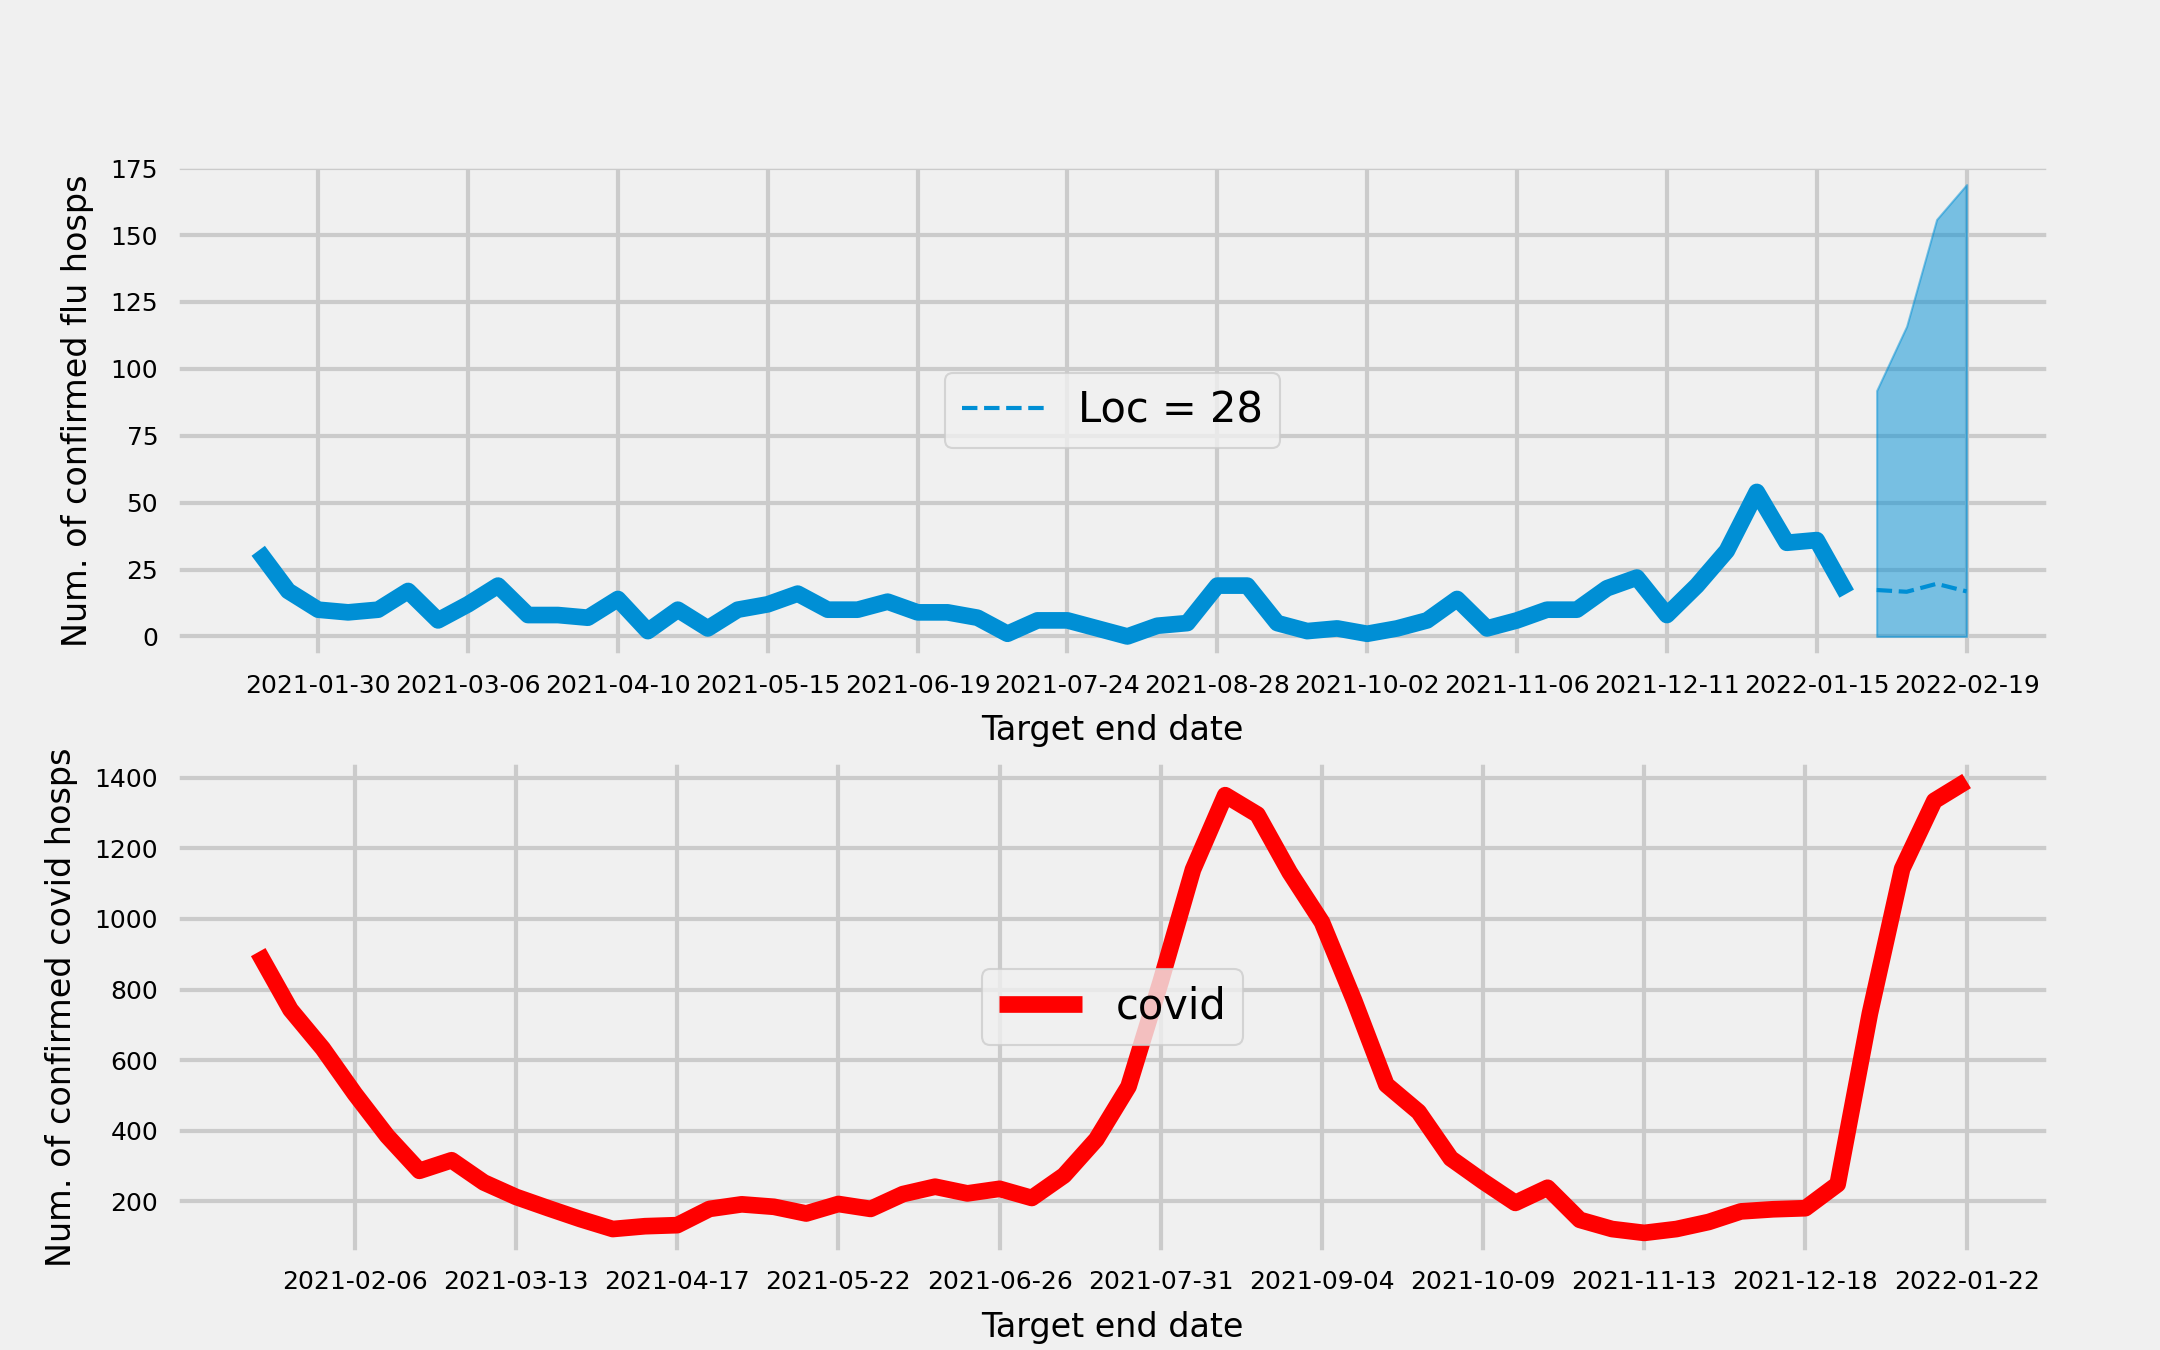 Num. of confirmed flu hosps
175
150
125
100
75
50
25
0
Loc = 28
2021-01-30 2021-03-06 2021-04-10 2021-05-15 2021-06-19 2021-07-24 2021-08-28 2021-10-02 2021-11-06 2021-12-11 2022-01-15 2022-02-19
Target end date
Num. of confirmed covid hosps
1400
1200
1000
800
600
400
200
covid
2021-02-06 2021-03-13 2021-04-17 2021-05-22 2021-06-26 2021-07-31 2021-09-04 2021-10-09 2021-11-13 2021-12-18 2022-01-22
Target end date